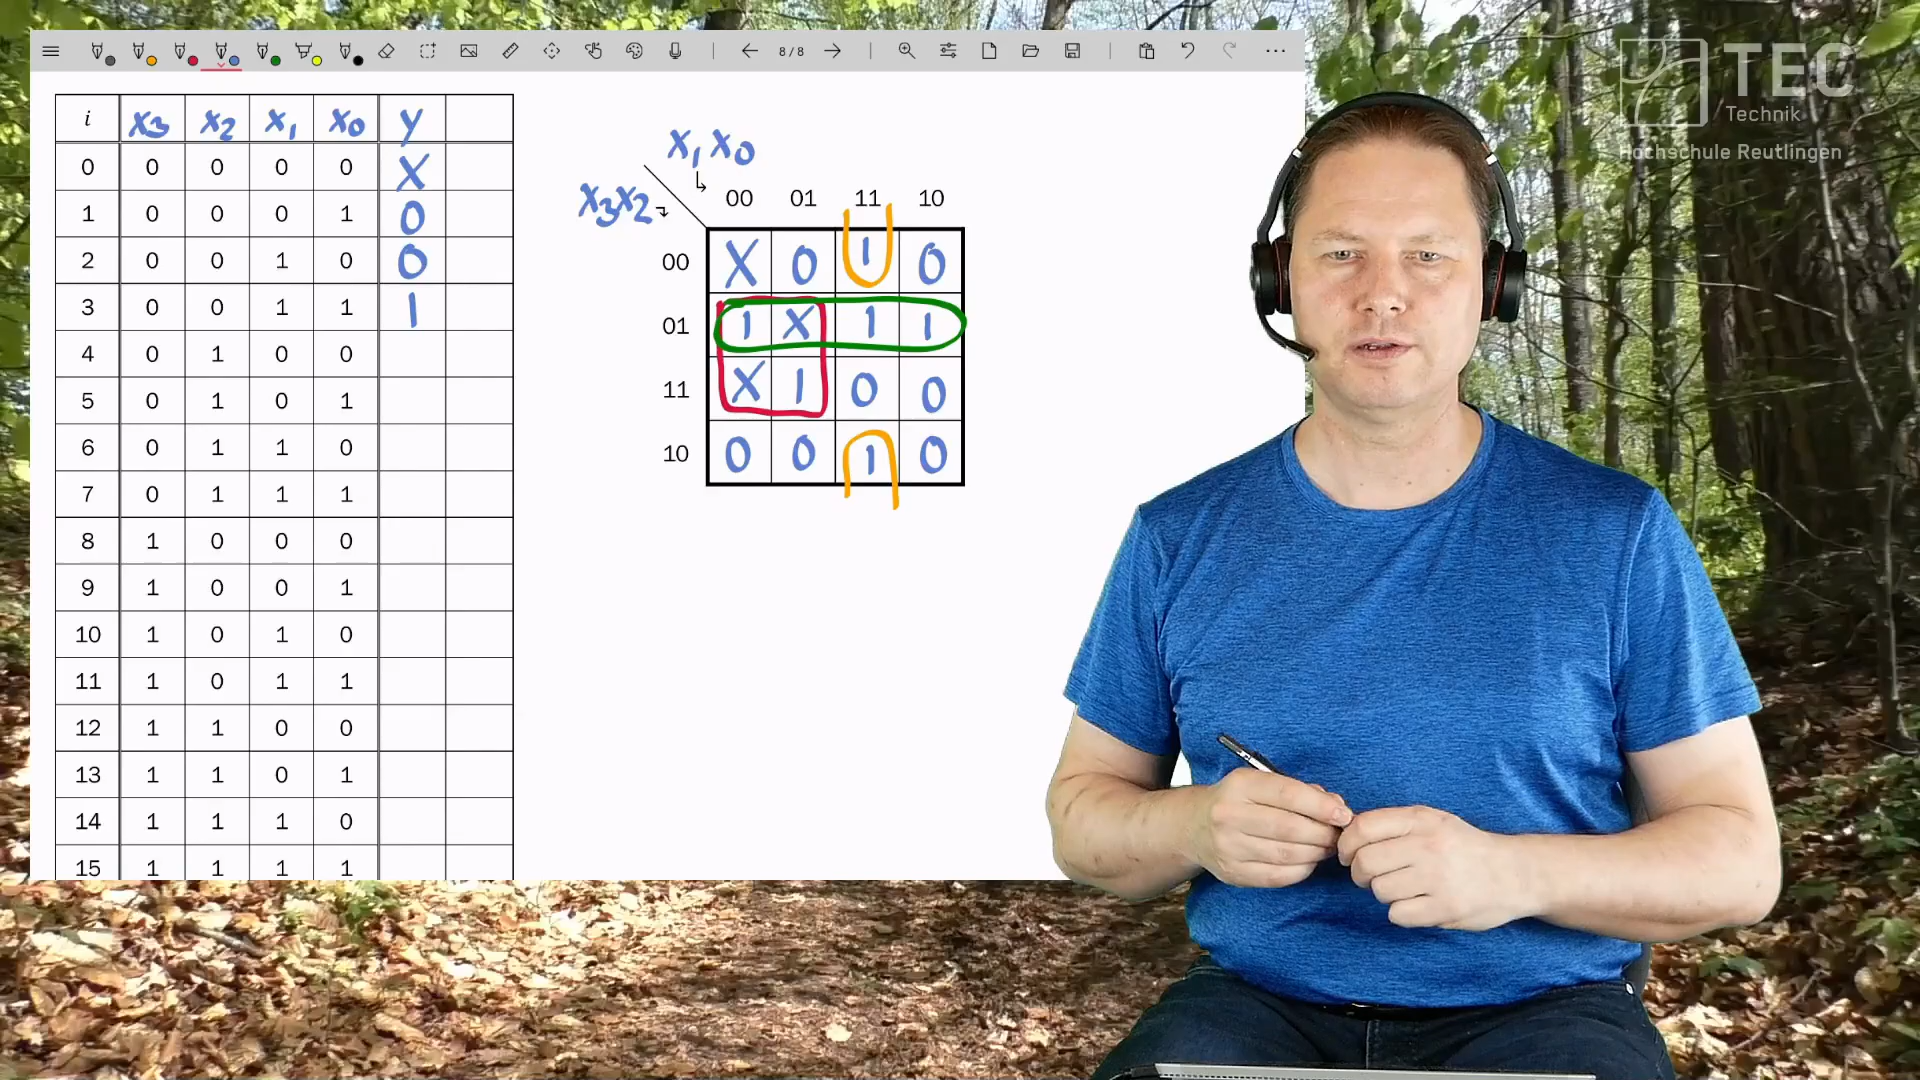 8 / 8
TEC
Technik
Hochschule Reutlingen
i x3 x2 x1 x0 y
0 0 0 0 0 X
1 0 0 0 1 0
2 0 0 1 0 0
3 0 0 1 1 1
4 0 1 0 0
5 0 1 0 1
6 0 1 1 0
7 0 1 1 1
8 1 0 0 0
9 1 0 0 1
10 1 0 1 0
11 1 0 1 1
12 1 1 0 0
13 1 1 0 1
14 1 1 1 0
15 1 1 1 1
x1 x0
x3x2 00 01 11 10
00 X 0 1 0
01 1 X 1 1
11 X 1 0 0
10 0 0 1 0